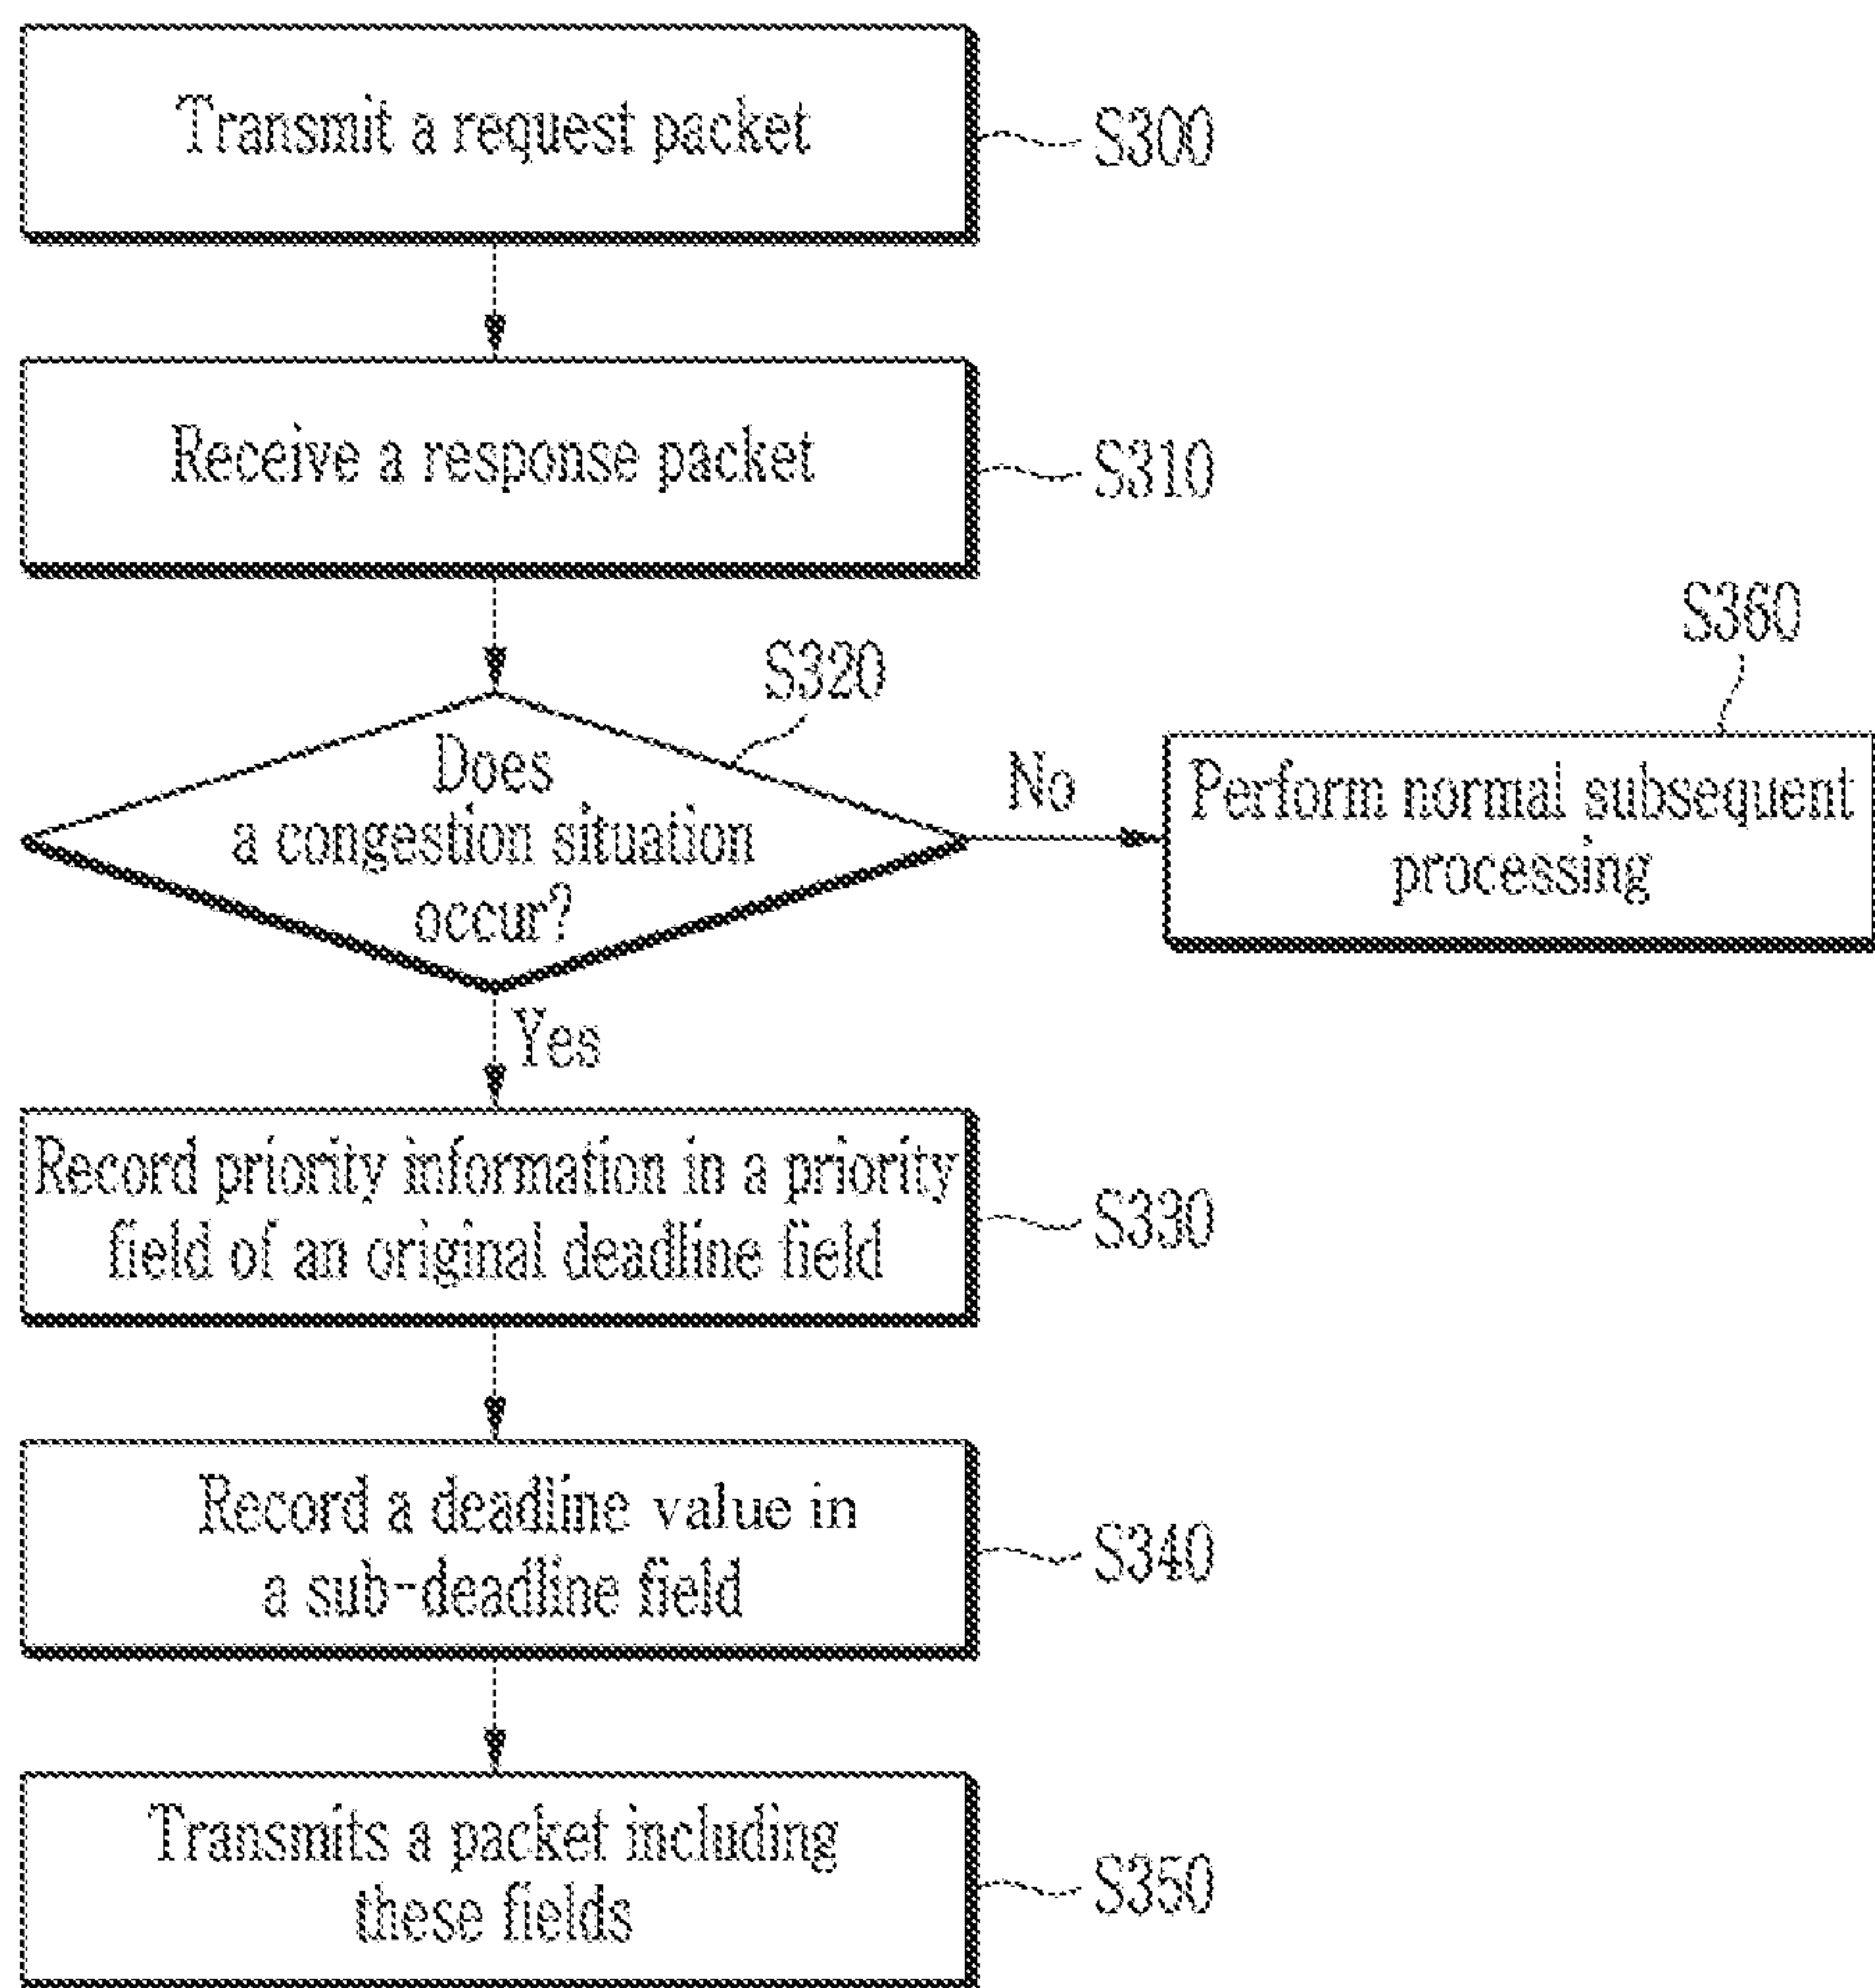 Transmit a request packet
S300
Receive a response packet
S310
S320
Does
a congestion situation
occur?
No
S360
Perform normal subsequent
processing
Yes
Record priority information in a priority
field of an original deadline field
S330
Record a deadline value in
a sub-deadline field
S340
Transmits a packet including
these fields
S350